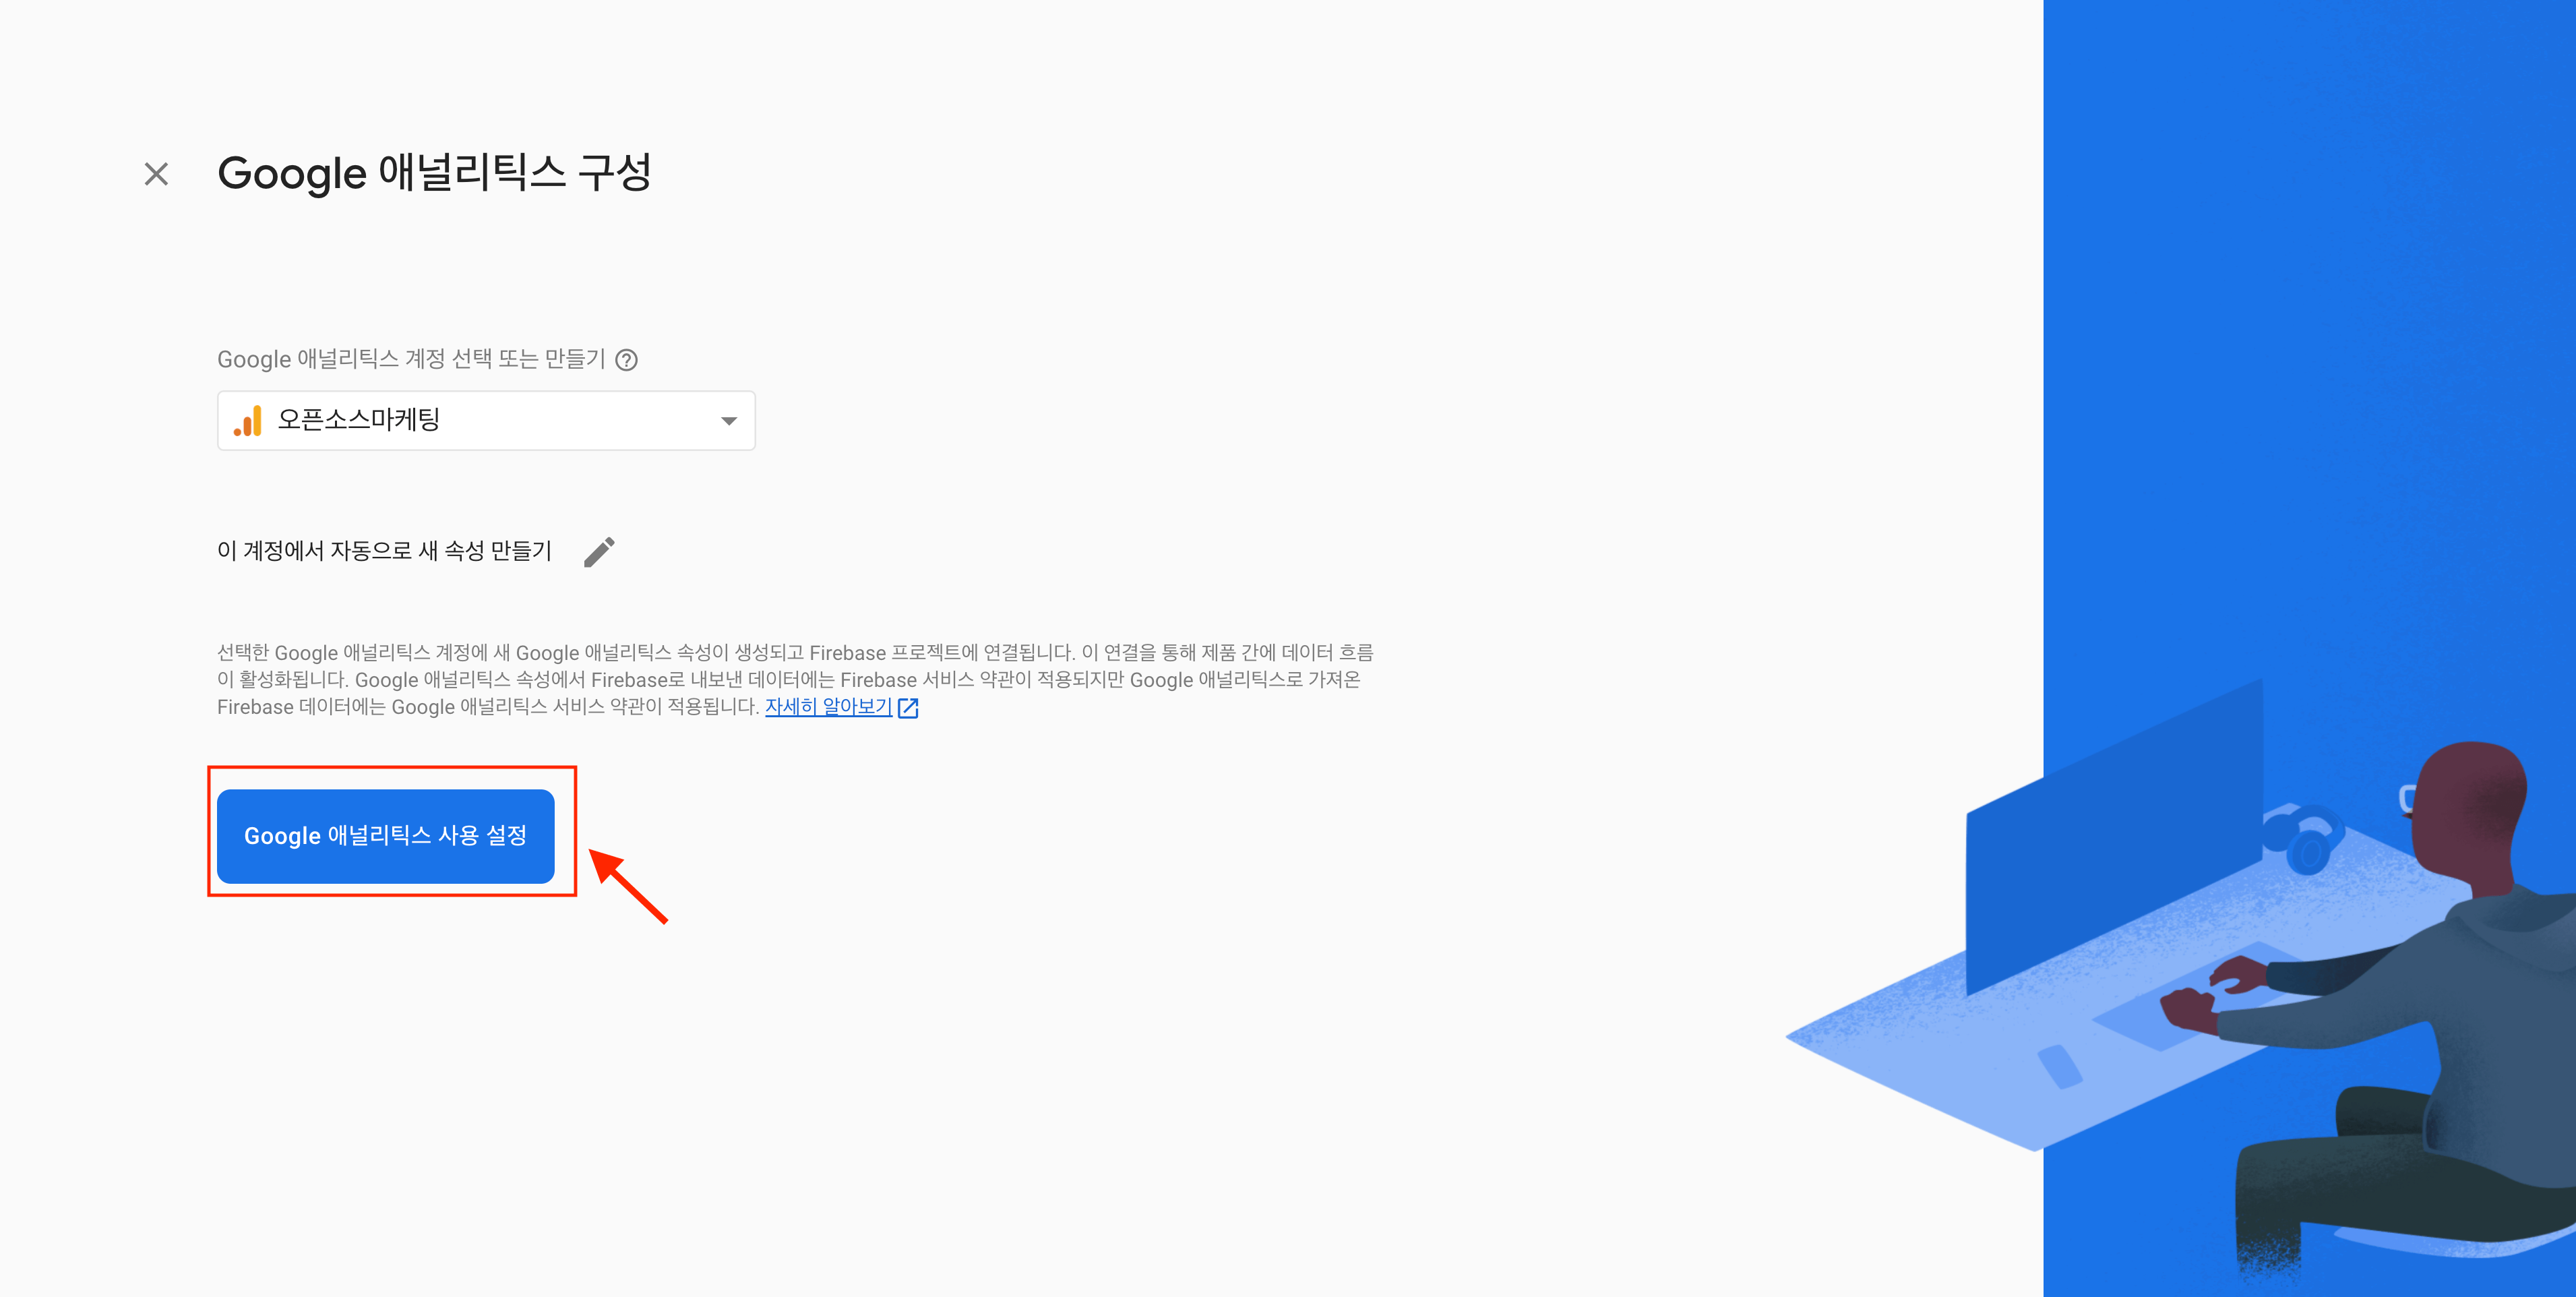 Google 애널리틱스 구성
Google 애널리틱스 계정 선택 또는 만들기
오픈소스마케팅
이 계정에서 자동으로 새 속성 만들기
선택한 Google 애널리틱스 계정에 새 Google 애널리틱스 속성이 생성되고 Firebase 프로젝트에 연결됩니다. 이 연결을 통해 제품 간에 데이터 흐름
이 활성화됩니다. Google 애널리틱스 속성에서 Firebase로 내보낸 데이터에는 Firebase 서비스 약관이 적용되지만 Google 애널리틱스로 가져온
Firebase 데이터에는 Google 애널리틱스 서비스 약관이 적용됩니다. 자세히 알아보기
Google 애널리틱스 사용 설정